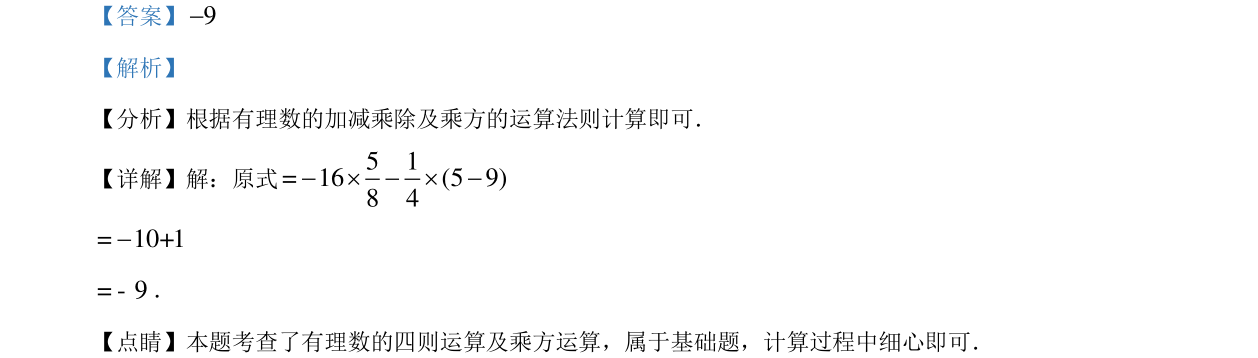 【答案】−9
【解析】
【分析】根据有理数的加减乘除及乘方的运算法则计算即可．
【详解】解：原式=−16×5/8−1/4×(5−9)
=−10+1
=- 9．
【点睛】本题考查了有理数的四则运算及乘方运算，属于基础题，计算过程中细心即可．